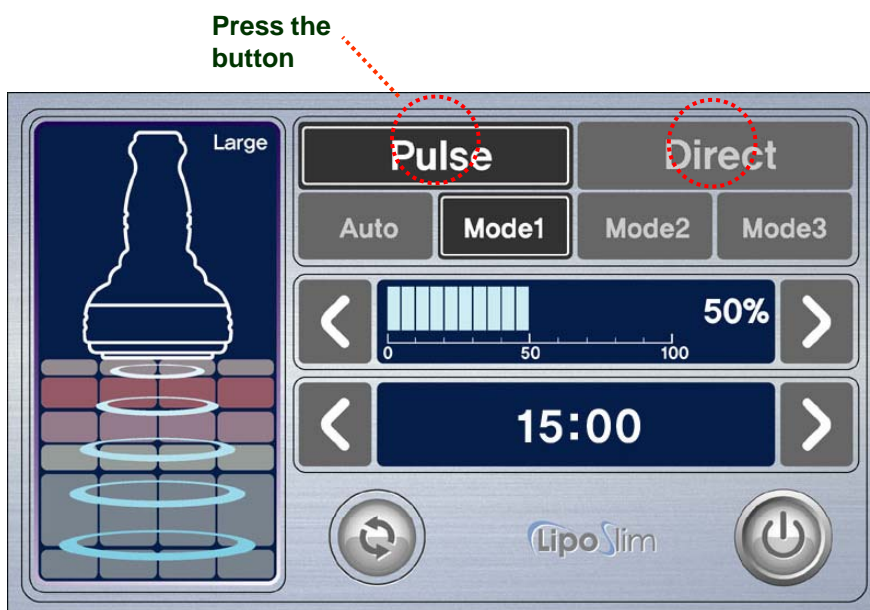 Press the
button
Large
Pulse Direct
Auto Mode1 Mode2 Mode3
50%
0 50 100
15:00
LipoSlim